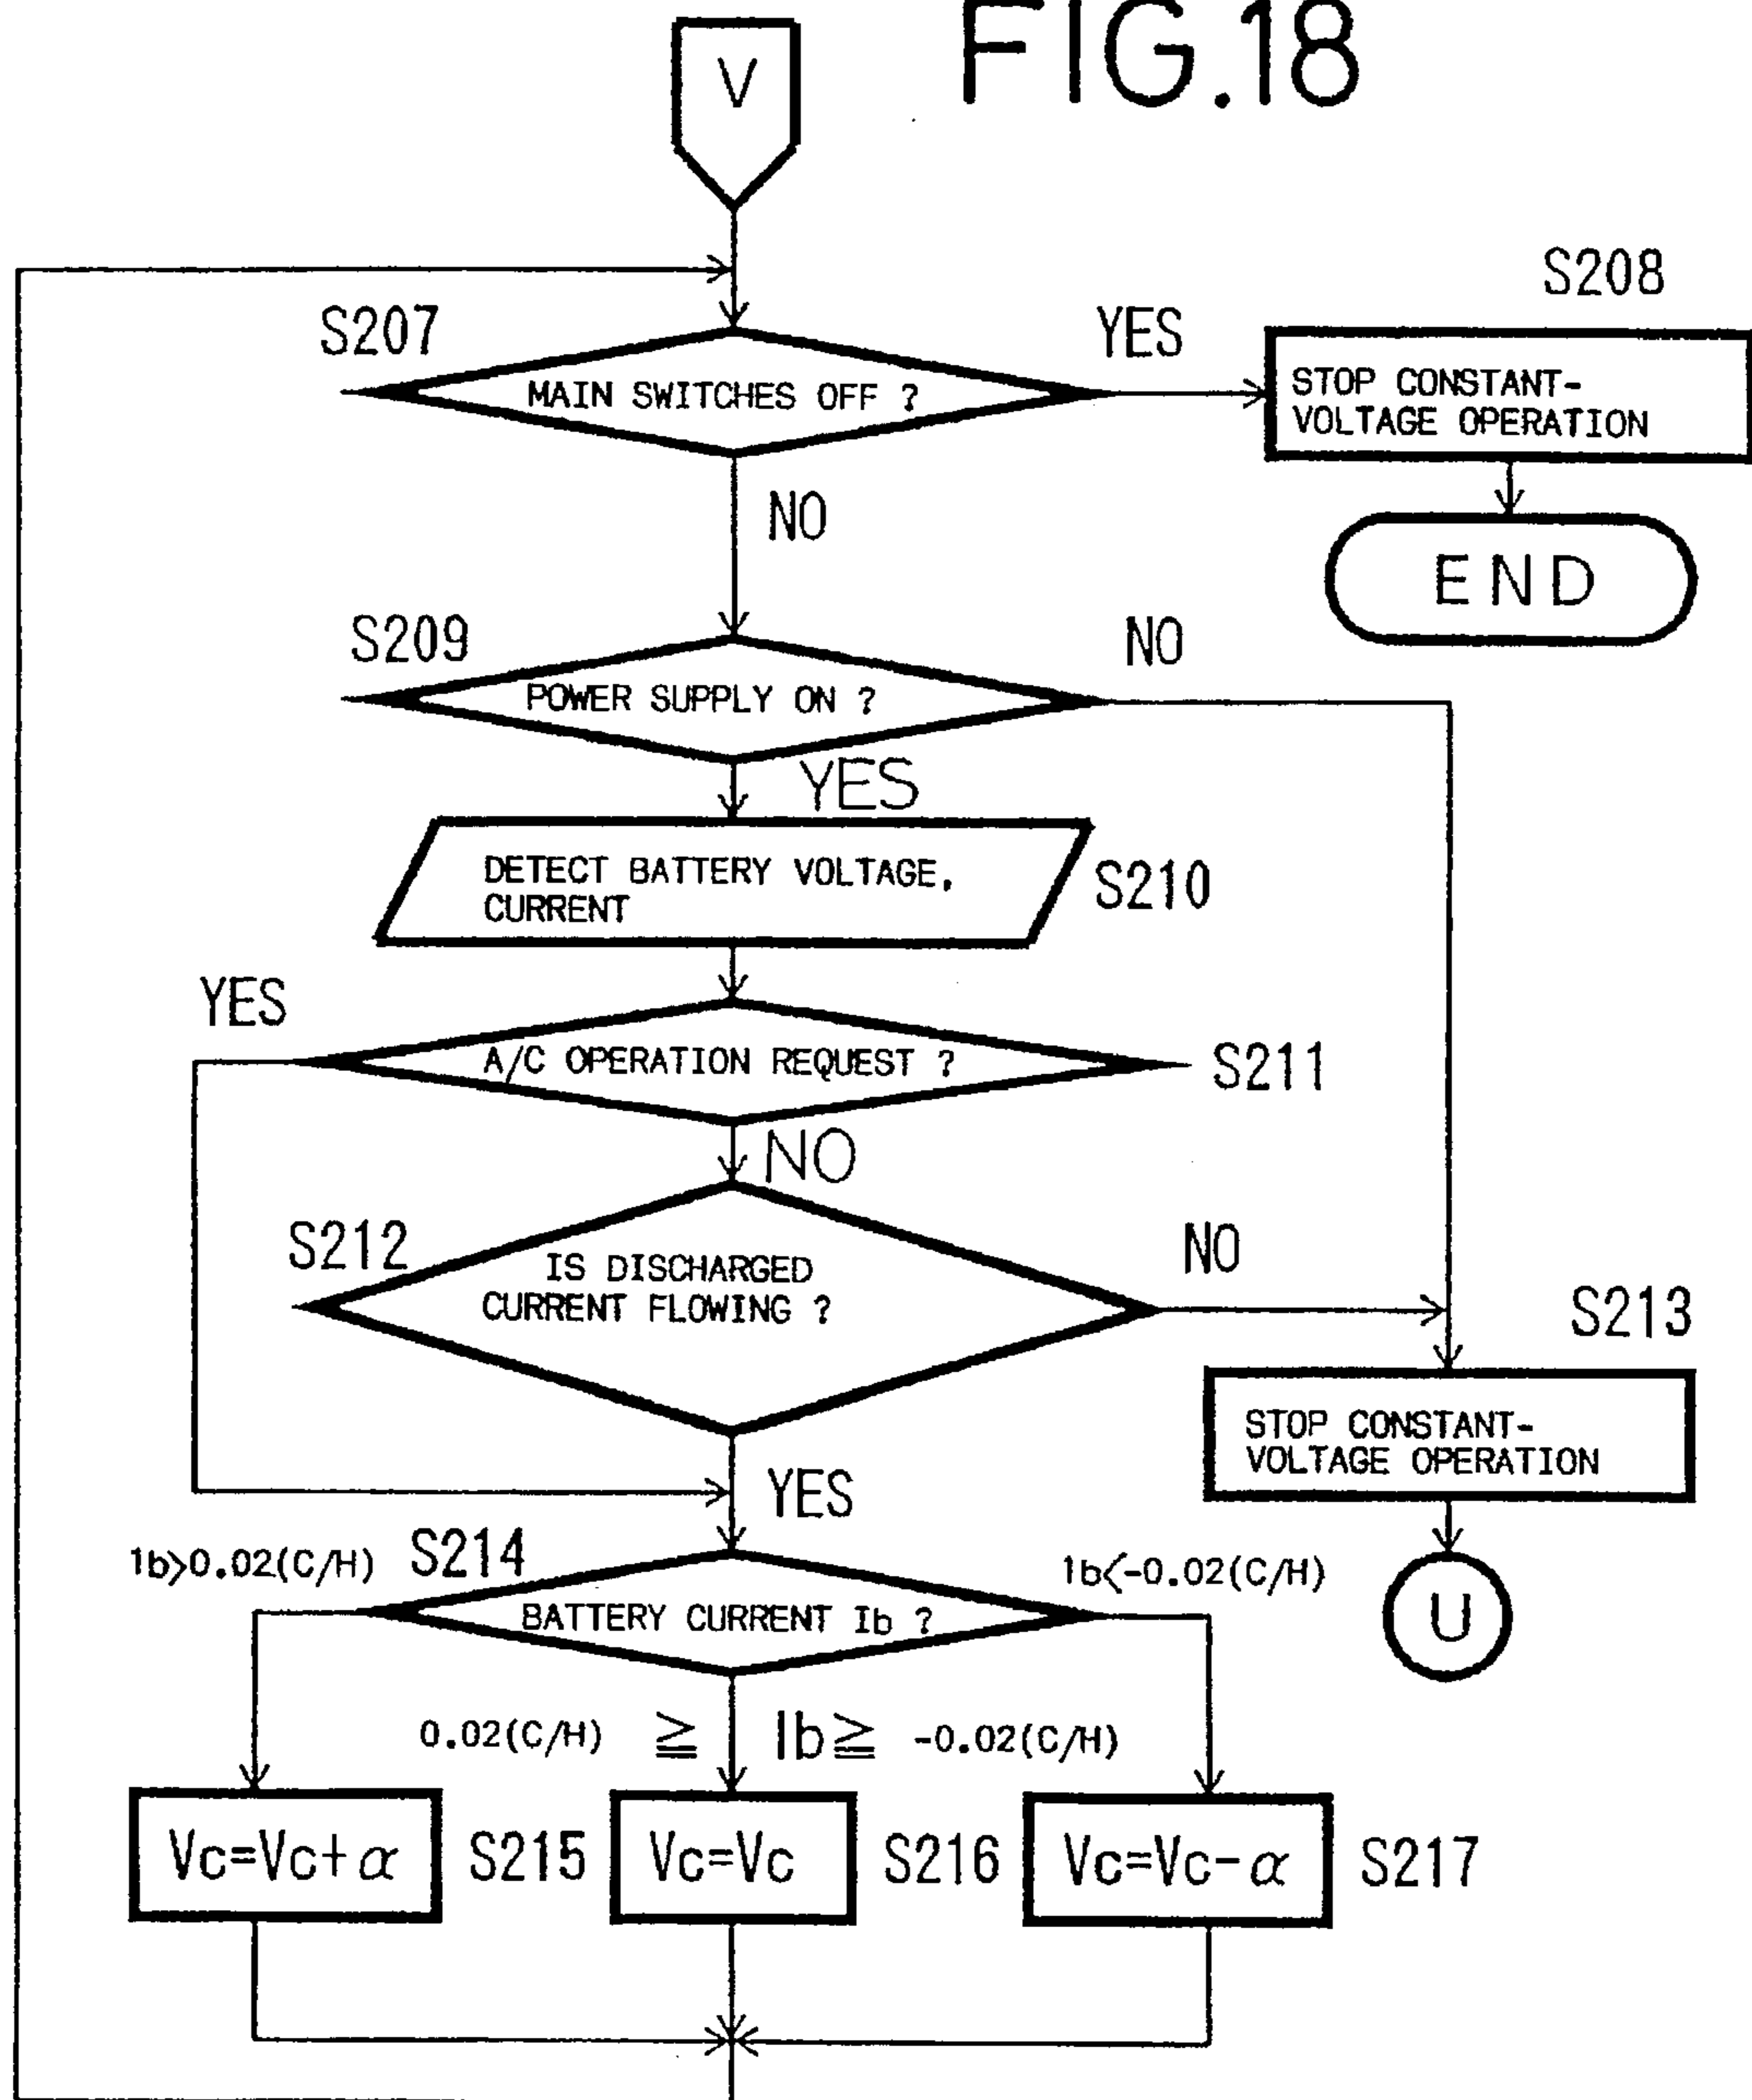 FIG.18
V
S207
MAIN SWITCHES OFF ?
YES
S208
STOP CONSTANT-
VOLTAGE OPERATION
END
NO
S209
POWER SUPPLY ON ?
NO
YES
DETECT BATTERY VOLTAGE,
CURRENT
S210
YES
A/C OPERATION REQUEST ?
S211
NO
S212
IS DISCHARGED
CURRENT FLOWING ?
NO
S213
STOP CONSTANT-
VOLTAGE OPERATION
U
YES
Ib>0.02(C/H)
S214
BATTERY CURRENT Ib ?
Ib<-0.02(C/H)
0.02(C/H) ≧ Ib≧ -0.02(C/H)
Vc=Vc+α
S215
Vc=Vc
S216
Vc=Vc-α
S217